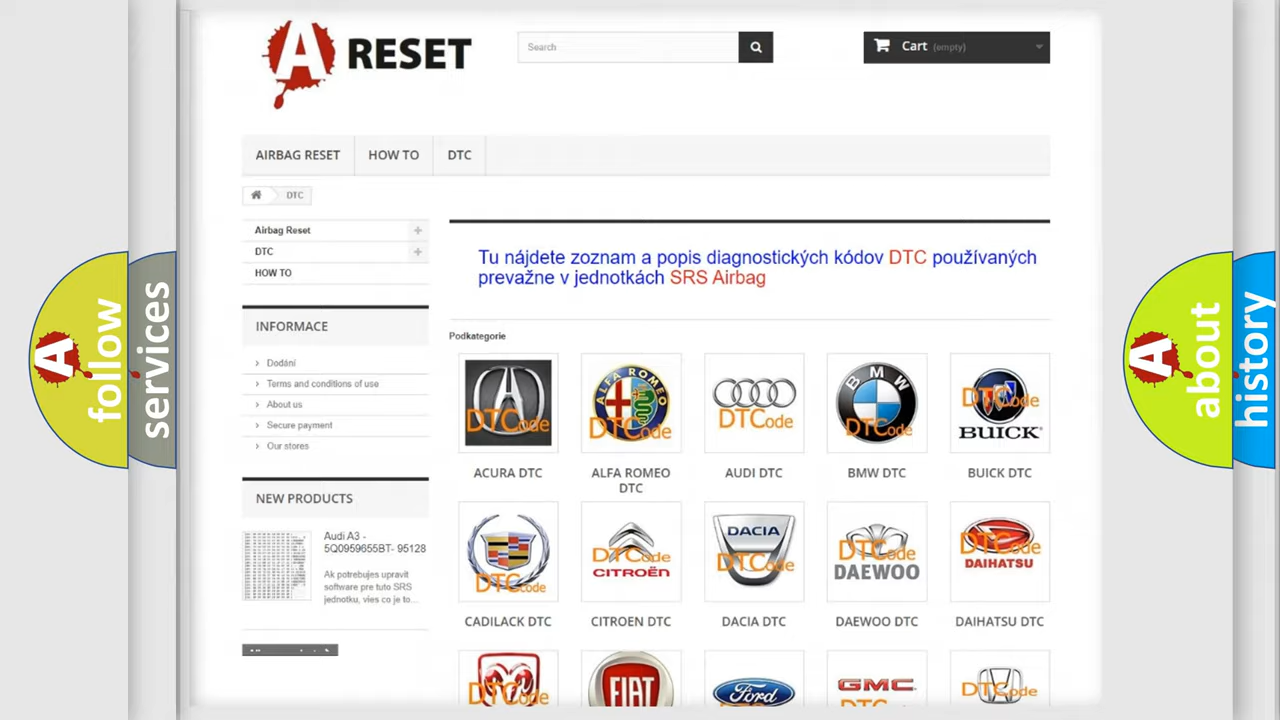 A RESET
Search
Cart (empty)
AIRBAG RESET
HOW TO
DTC
DTC
Airbag Reset
DTC
HOW TO
Tu nájdete zoznam a popis diagnostických kódov DTC používaných
prevažne v jednotkách SRS Airbag
INFORMACE
Dodání
Terms and conditions of use
About us
Secure payment
Our stores
NEW PRODUCTS
Audi A3 -
5Q0959655BT- 95128
Ak potrebujes upravit
software pre tuto SRS
jednotku, vies co je to...
Podkategorie
DTCode
ALFA ROMEO
DTCode
DTCode
BMW
DTCode
DTCode
BUICK
ACURA DTC
ALFA ROMEO
DTC
AUDI DTC
BMW DTC
BUICK DTC
DTCode
DTCode
CITROËN
DACIA
DTCode
DTCode
DAEWOO
DTCode
DAIHATSU
CADILACK DTC
CITROEN DTC
DACIA DTC
DAEWOO DTC
DAIHATSU DTC
DTCode
FIAT
Ford
GMC
DTCode
A follow
services
A about
history